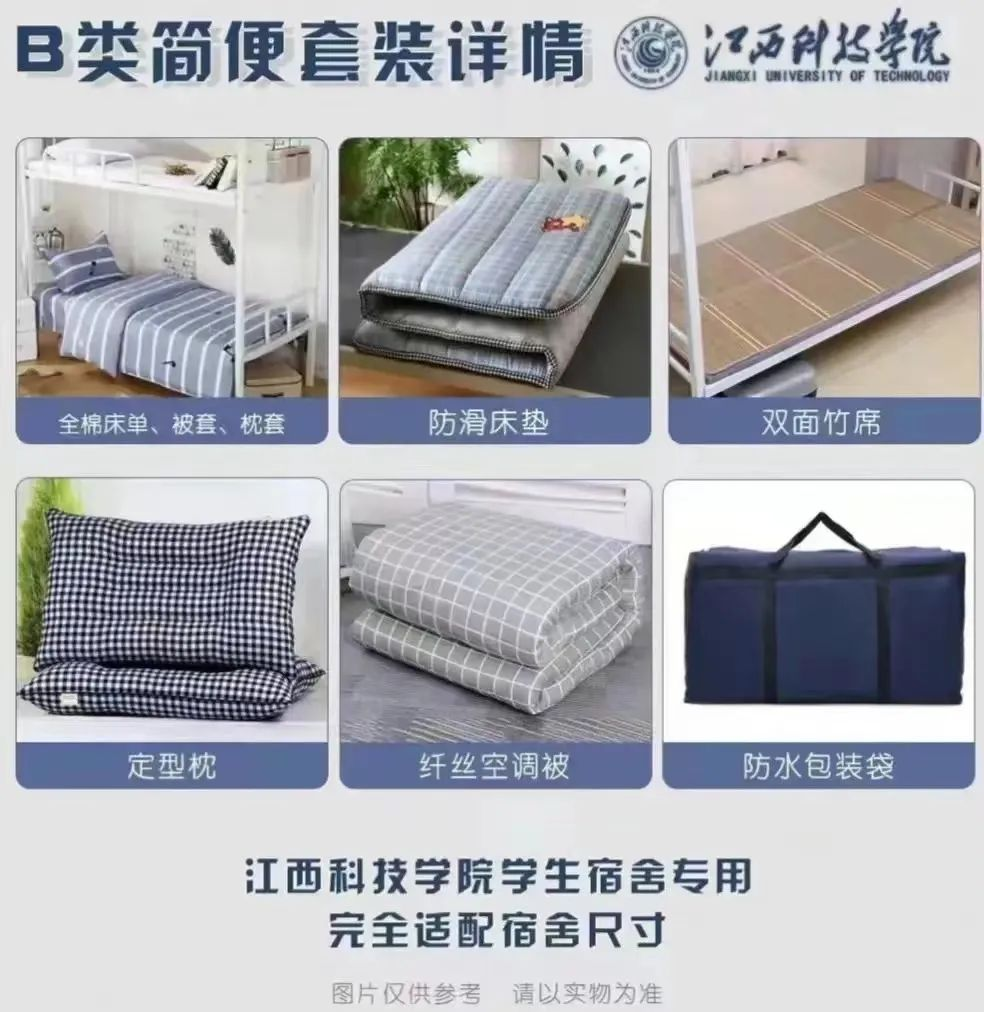 B类简便套装详情
江西科技学院
JIANGXI UNIVERSITY OF TECHNOLOGY
全棉床单、被套、枕套
防滑床垫
双面竹席
定型枕
纤丝空调被
防水包装袋
江西科技学院学生宿舍专用
完全适配宿舍尺寸
图片仅供参考 请以实物为准